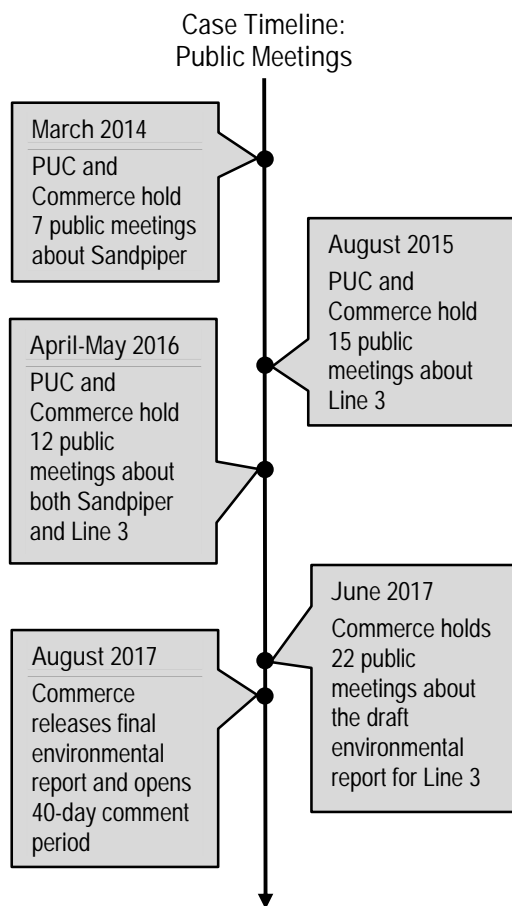 Case Timeline:
Public Meetings
March 2014
PUC and
Commerce hold
7 public meetings
about Sandpiper
August 2015
PUC and
Commerce hold
15 public
meetings about
Line 3
April-May 2016
PUC and
Commerce hold
12 public
meetings about
both Sandpiper
and Line 3
June 2017
Commerce holds
22 public
meetings about
the draft
environmental
report for Line 3
August 2017
Commerce
releases final
environmental
report and opens
40-day comment
period